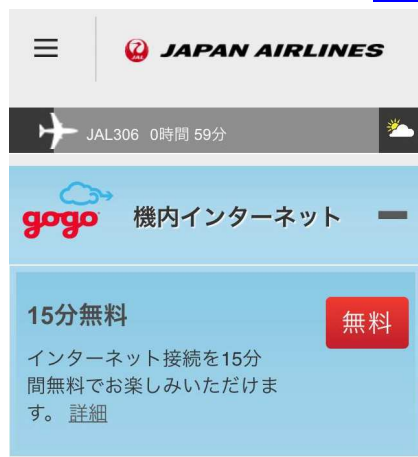 JAL
JAPAN AIRLINES
JAL306 0時間 59分
gogo 機内インターネット
15分無料
無料
インターネット接続を15分
間無料でお楽しみいただけま
す。 詳細